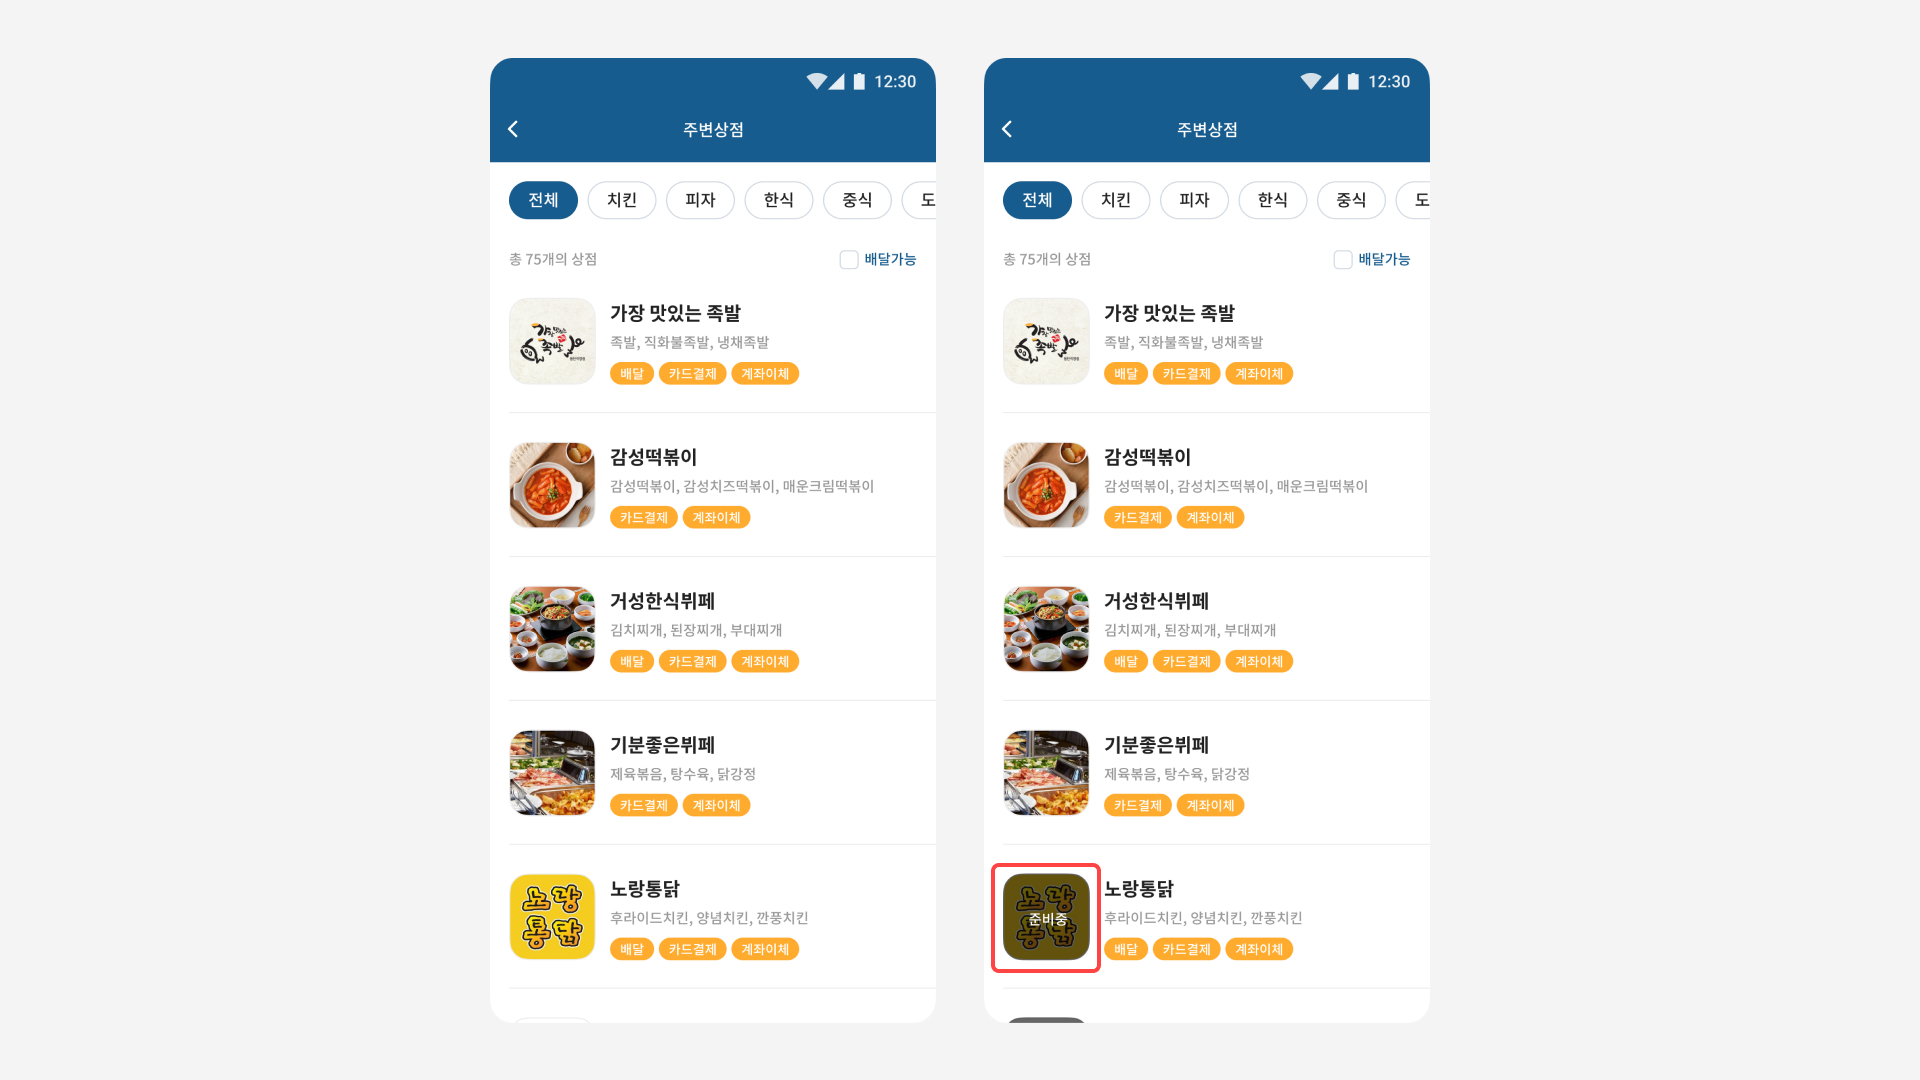 12:30
주변상점
전체
치킨
피자
한식
중식
도
총 75개의 상점
배달가능
가장 맛있는 족발
가장 맛있는 족발
족발, 직화불족발, 냉채족발
배달 카드결제 계좌이체
감성떡볶이
감성떡볶이, 감성치즈떡볶이, 매운크림떡볶이
카드결제 계좌이체
거성한식뷔페
김치찌개, 된장찌개, 부대찌개
배달 카드결제 계좌이체
기분좋은뷔페
제육볶음, 탕수육, 닭강정
카드결제 계좌이체
노랑
통닭
노랑통닭
후라이드치킨, 양념치킨, 깐풍치킨
배달 카드결제 계좌이체
12:30
주변상점
전체
치킨
피자
한식
중식
도
총 75개의 상점
배달가능
가장 맛있는 족발
가장 맛있는 족발
족발, 직화불족발, 냉채족발
배달 카드결제 계좌이체
감성떡볶이
감성떡볶이, 감성치즈떡볶이, 매운크림떡볶이
카드결제 계좌이체
거성한식뷔페
김치찌개, 된장찌개, 부대찌개
배달 카드결제 계좌이체
기분좋은뷔페
제육볶음, 탕수육, 닭강정
카드결제 계좌이체
노랑
준비중
통닭
노랑통닭
후라이드치킨, 양념치킨, 깐풍치킨
배달 카드결제 계좌이체